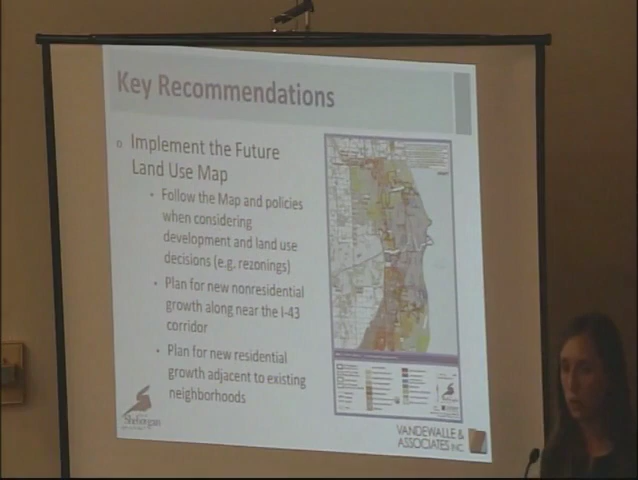 Key Recommendations
o Implement the Future
Land Use Map
• Follow the Map and policies
when considering
development and land use
decisions (e.g. rezonings)
• Plan for new nonresidential
growth along near the I-43
corridor
• Plan for new residential
growth adjacent to existing
neighborhoods
Sheboygan
VANDEWALLE &
ASSOCIATES INC.